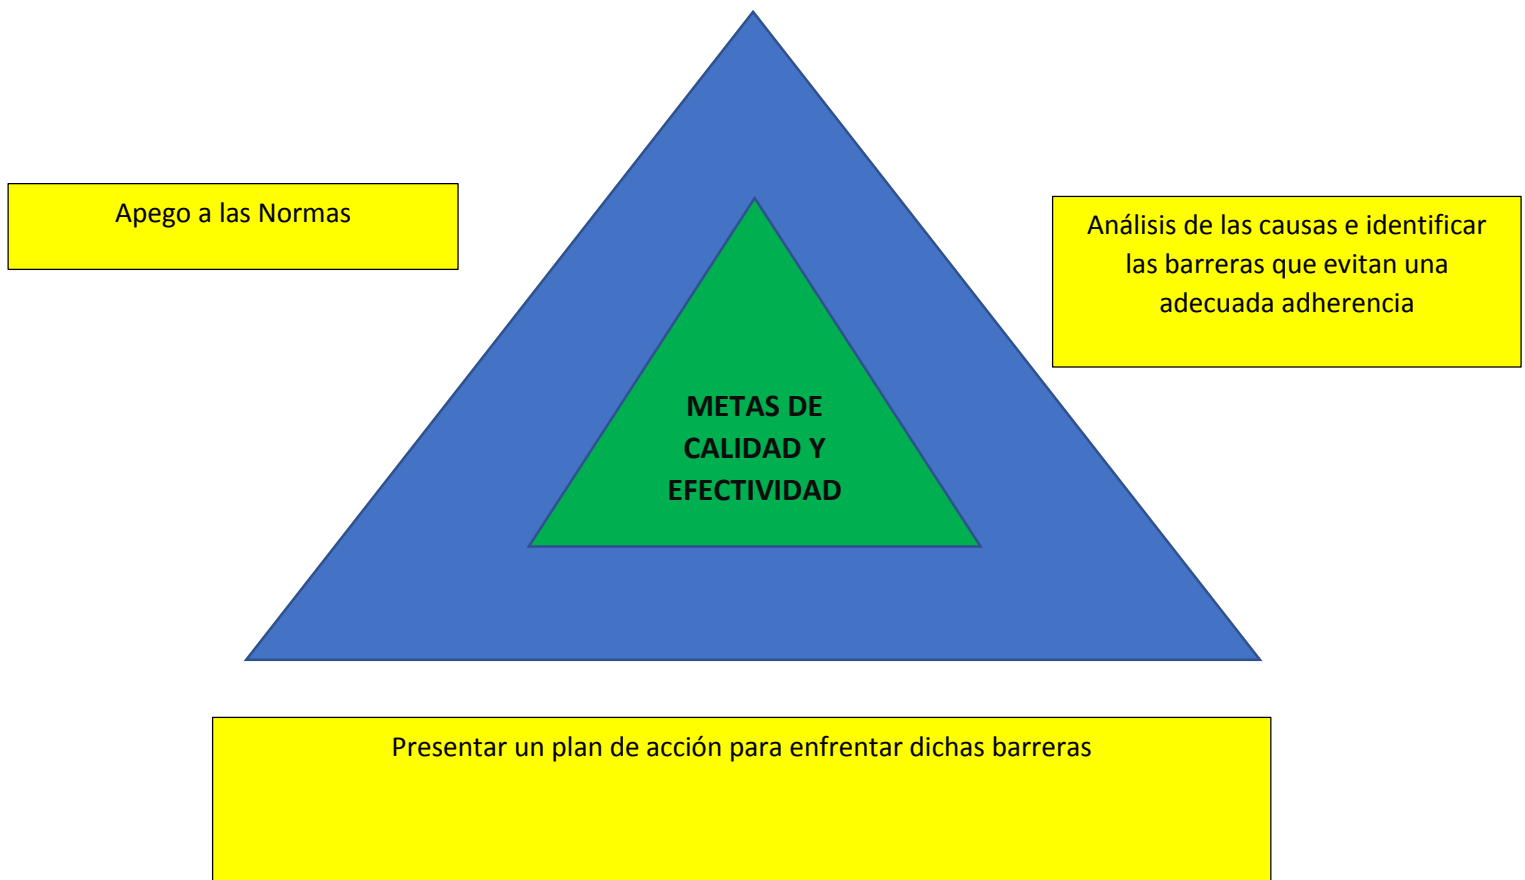 Apego a las Normas
Análisis de las causas e identificar
las barreras que evitan una
adecuada adherencia
METAS DE
CALIDAD Y
EFECTIVIDAD
Presentar un plan de acción para enfrentar dichas barreras